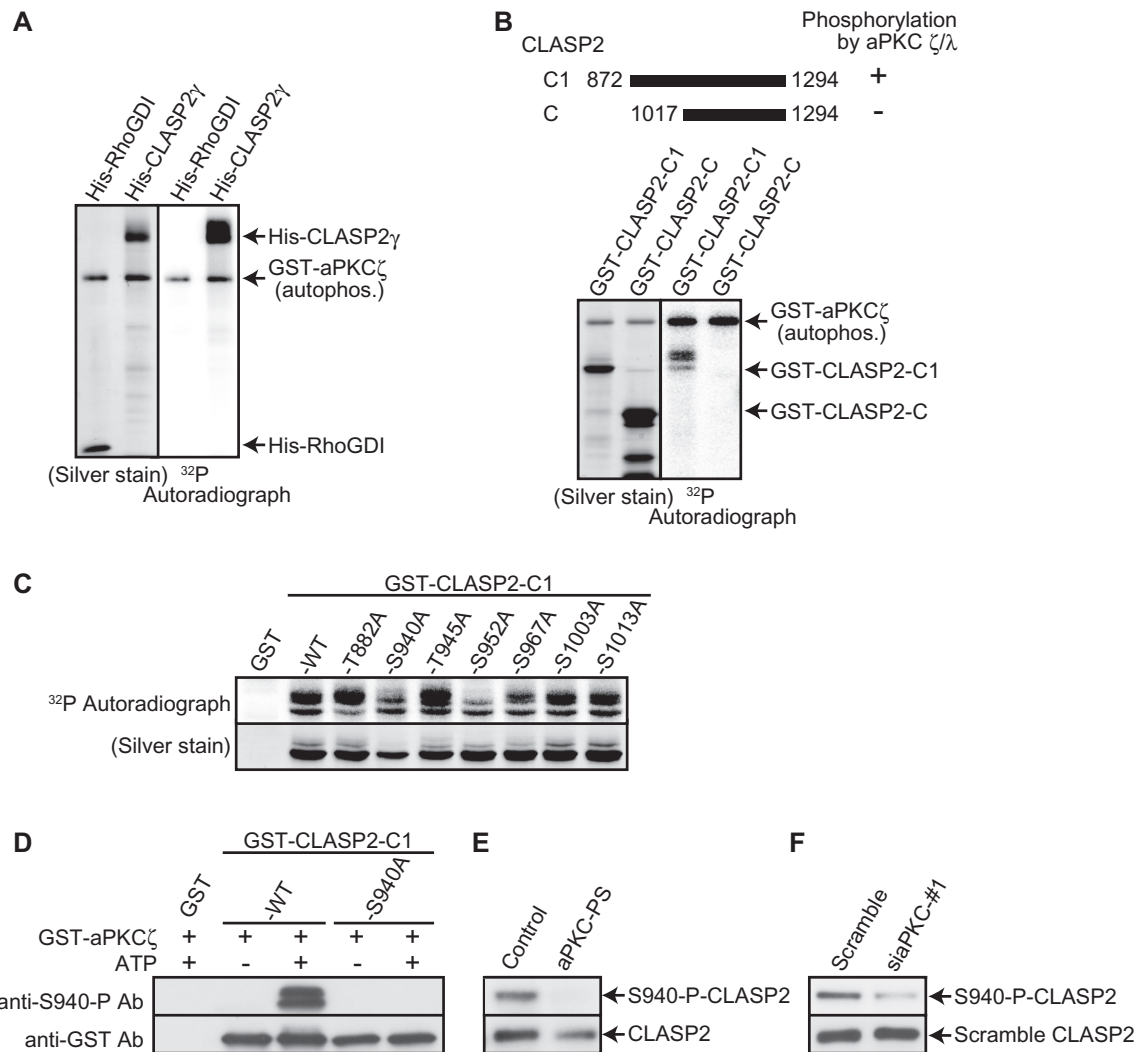 A
His-RhoGDI
His-CLASP2γ
His-RhoGDI
His-CLASP2γ
His-CLASP2γ
GST-aPKCζ
(autophos.)
His-RhoGDI
(Silver stain) 32P
Autoradiograph
B
CLASP2
Phosphorylation
by aPKC ζ/λ
C1 872 1294 +
C 1017 1294 -
GST-CLASP2-C1
GST-CLASP2-C
GST-CLASP2-C1
GST-CLASP2-C
GST-aPKCζ
(autophos.)
GST-CLASP2-C1
GST-CLASP2-C
(Silver stain) 32P
Autoradiograph
C
GST-CLASP2-C1
GST
-WT
-T882A
-S940A
-T945A
-S952A
-S967A
-S1003A
-S1013A
32P Autoradiograph
(Silver stain)
D
GST-CLASP2-C1
GST
-WT
-S940A
GST-aPKCζ + + + + +
ATP + - + - +
anti-S940-P Ab
anti-GST Ab
E
Control
aPKC-PS
S940-P-CLASP2
CLASP2
F
Scramble
siaPKC-#1
S940-P-CLASP2
Scramble CLASP2